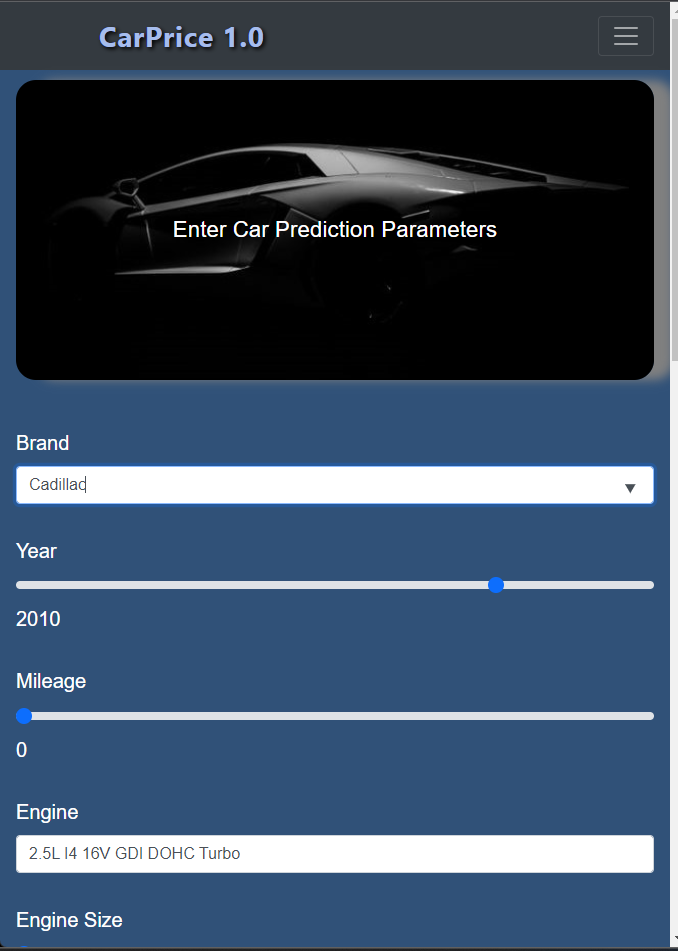 CarPrice 1.0
Enter Car Prediction Parameters
Brand
Cadillac
Year
2010
Mileage
0
Engine
2.5L I4 16V GDI DOHC Turbo
Engine Size